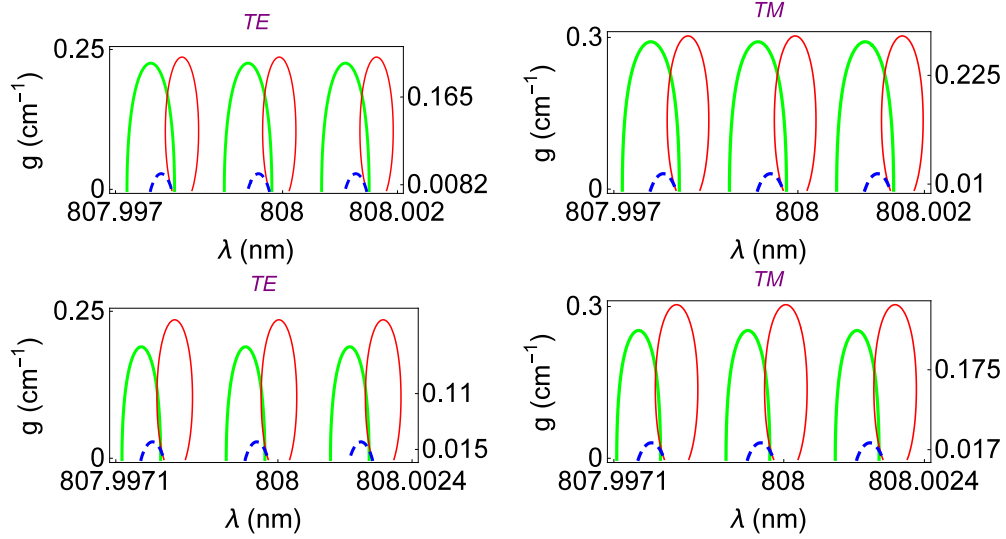 TE
0.25
g (cm⁻¹)
0.165
0
0.0082
807.997
808
808.002
λ (nm)
TM
0.3
g (cm⁻¹)
0.225
0
0.01
807.997
808
808.002
λ (nm)
TE
0.25
g (cm⁻¹)
0.11
0
0.015
807.9971
808
808.0024
λ (nm)
TM
0.3
g (cm⁻¹)
0.175
0
0.017
807.9971
808
808.0024
λ (nm)